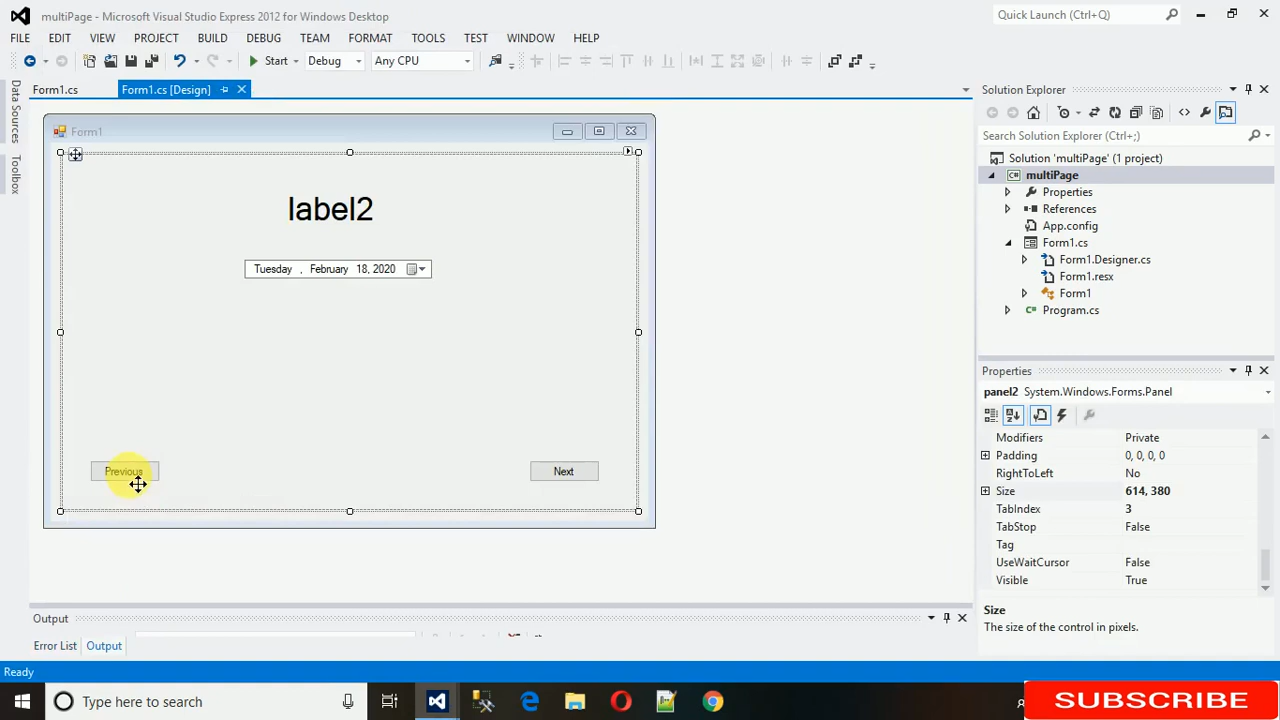 multiPage - Microsoft Visual Studio Express 2012 for Windows Desktop
Quick Launch (Ctrl+Q)
FILE EDIT VIEW PROJECT BUILD DEBUG TEAM FORMAT TOOLS TEST WINDOW HELP
Start Debug Any CPU
Data Sources
Toolbox
Form1.cs Form1.cs [Design]
Form1
label2
Tuesday , February 18, 2020
Previous
Next
Solution Explorer
Search Solution Explorer (Ctrl+;)
Solution 'multiPage' (1 project)
C# multiPage
Properties
References
App.config
Form1.cs
Form1.Designer.cs
Form1.resx
Form1
C# Program.cs
Properties
panel2 System.Windows.Forms.Panel
Modifiers Private
Padding 0, 0, 0, 0
RightToLeft No
Size 614, 380
TabIndex 3
TabStop False
Tag
UseWaitCursor False
Visible True
Size
The size of the control in pixels.
Output
Error List Output
Ready
Type here to search
SUBSCRIBE